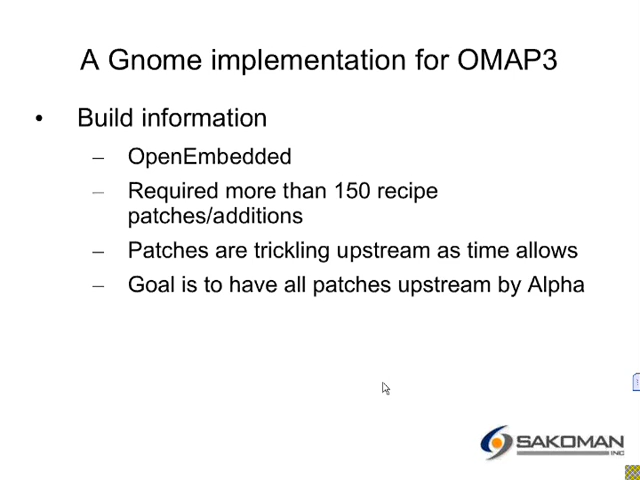 A Gnome implementation for OMAP3
• Build information
– OpenEmbedded
– Required more than 150 recipe
patches/additions
– Patches are trickling upstream as time allows
– Goal is to have all patches upstream by Alpha
SAKOMAN
INC